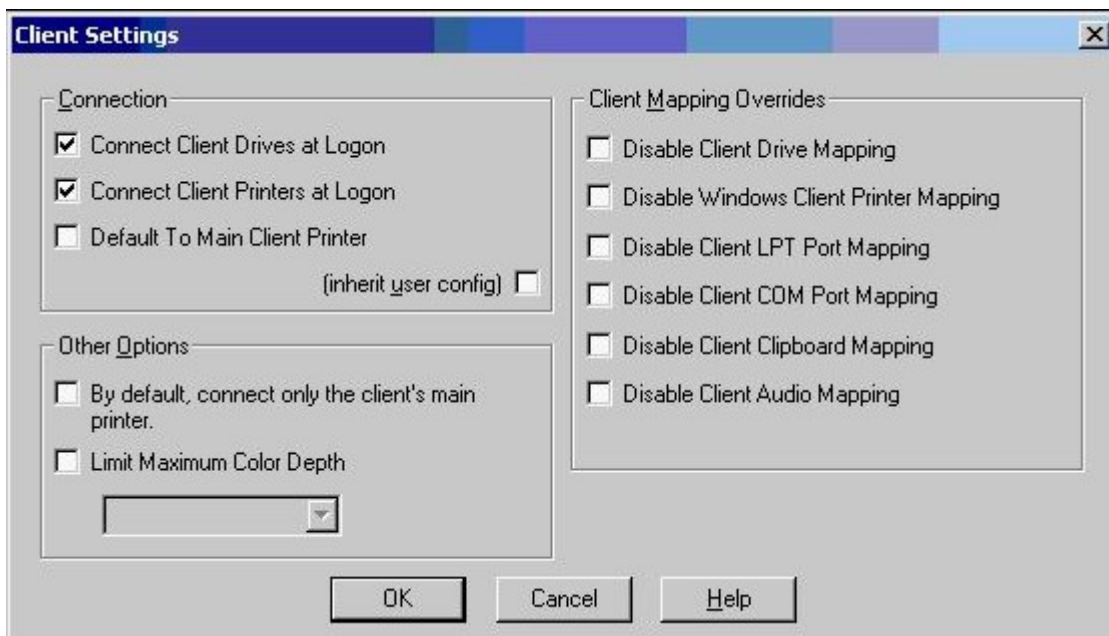 Client Settings
Connection
Connect Client Drives at Logon
Connect Client Printers at Logon
Default To Main Client Printer
(inherit user config)
Other Options
By default, connect only the client's main
printer.
Limit Maximum Color Depth
Client Mapping Overrides
Disable Client Drive Mapping
Disable Windows Client Printer Mapping
Disable Client LPT Port Mapping
Disable Client COM Port Mapping
Disable Client Clipboard Mapping
Disable Client Audio Mapping
OK
Cancel
Help